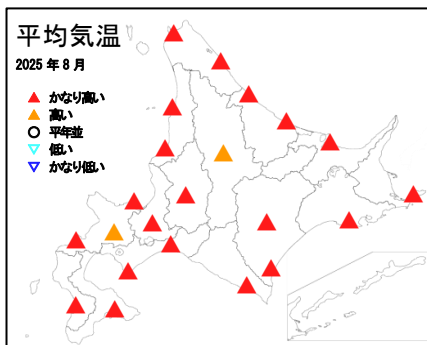 平均気温
2025 年 8 月
かなり高い
高い
平年並
低い
かなり低い